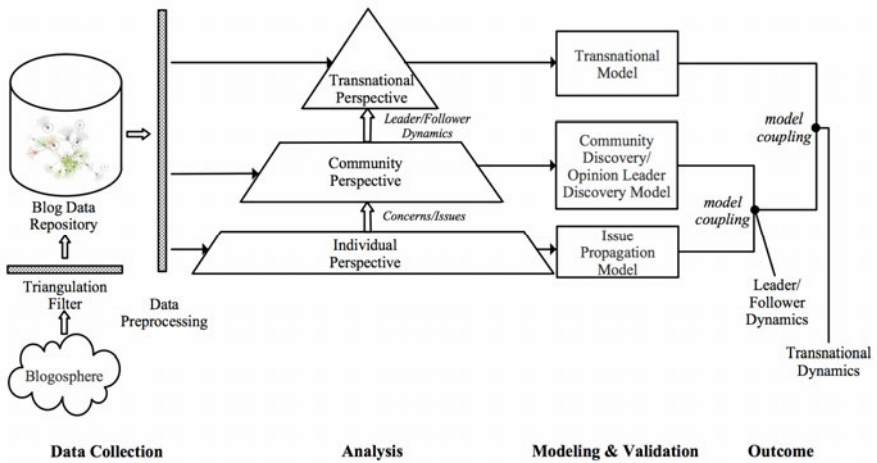 Transnational
Perspective
Leader/Follower
Dynamics
Community
Perspective
Concerns/Issues
Individual
Perspective
Transnational
Model
Community
Discovery/
Opinion Leader
Discovery Model
Issue
Propagation
Model
model
coupling
model
coupling
Leader/
Follower
Dynamics
Transnational
Dynamics
Blog Data
Repository
Triangulation
Filter
Blogosphere
Data
Preprocessing
Data Collection
Analysis
Modeling & Validation
Outcome